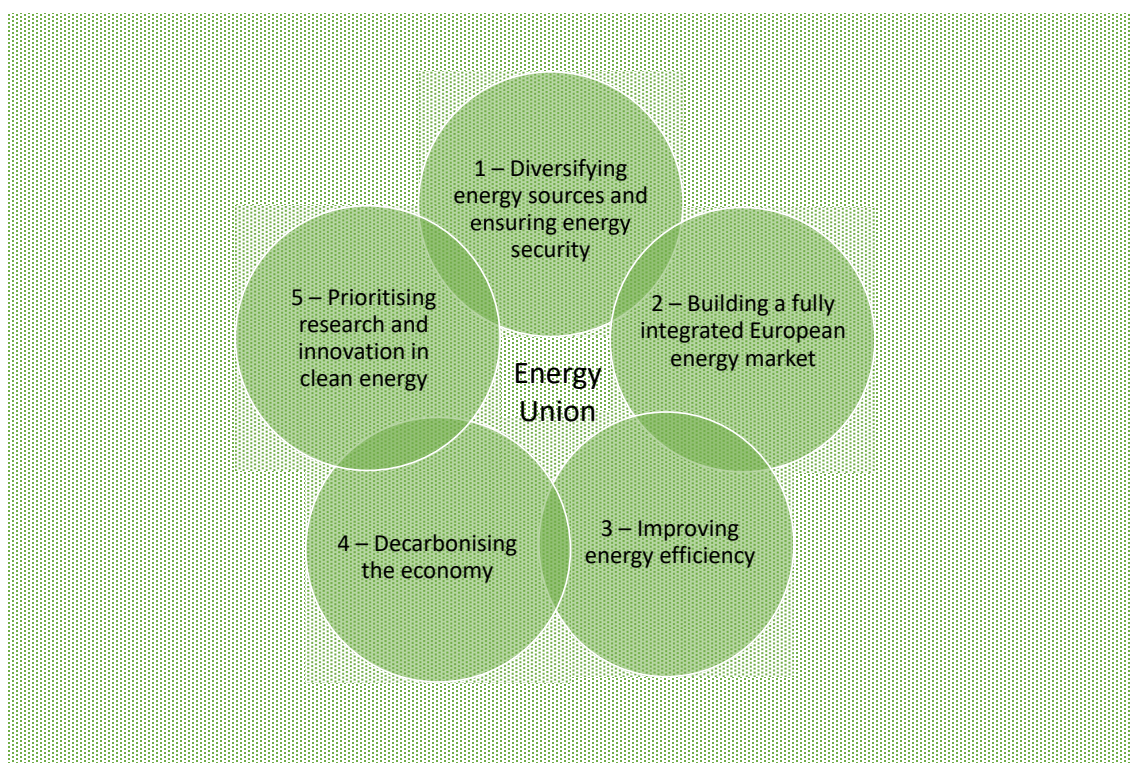 1 – Diversifying
energy sources and
ensuring energy
security
2 – Building a fully
integrated European
energy market
3 – Improving
energy efficiency
4 – Decarbonising
the economy
5 – Prioritising
research and
innovation in
clean energy
Energy
Union